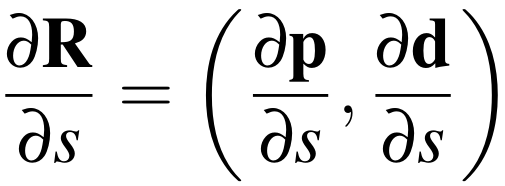 ∂𝐑/∂s = (∂𝐩/∂s, ∂𝐝/∂s)